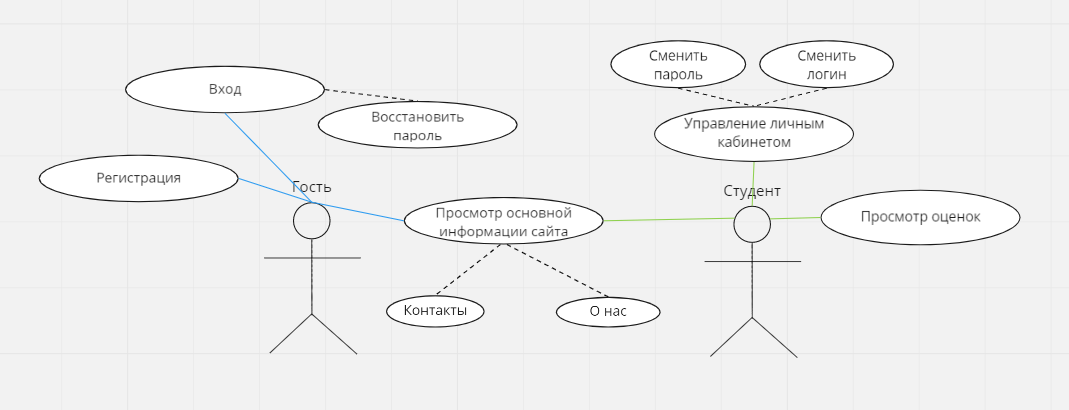 Сменить
пароль
Сменить
логин
Вход
Восстановить
пароль
Управление личным
кабинетом
Регистрация
Гость
Студент
Просмотр основной
информации сайта
Просмотр оценок
Контакты
О нас